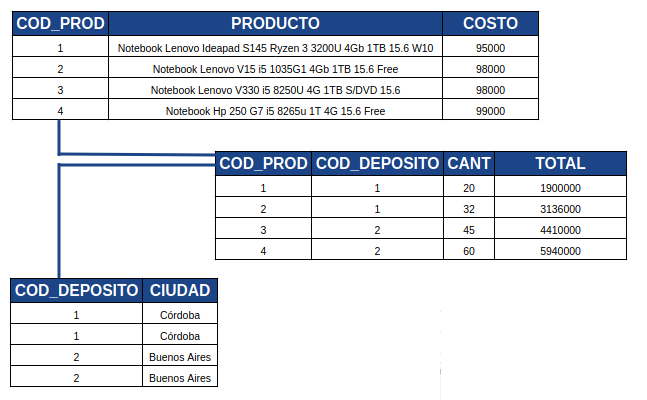 COD_PROD PRODUCTO COSTO
1 Notebook Lenovo Ideapad S145 Ryzen 3 3200U 4Gb 1TB 15.6 W10 95000
2 Notebook Lenovo V15 i5 1035G1 4Gb 1TB 15.6 Free 98000
3 Notebook Lenovo V330 i5 8250U 4G 1TB S/DVD 15.6 98000
4 Notebook Hp 250 G7 i5 8265u 1T 4G 15.6 Free 99000
COD_PROD COD_DEPOSITO CANT TOTAL
1 1 20 1900000
2 1 32 3136000
3 2 45 4410000
4 2 60 5940000
COD_DEPOSITO CIUDAD
1 Córdoba
1 Córdoba
2 Buenos Aires
2 Buenos Aires